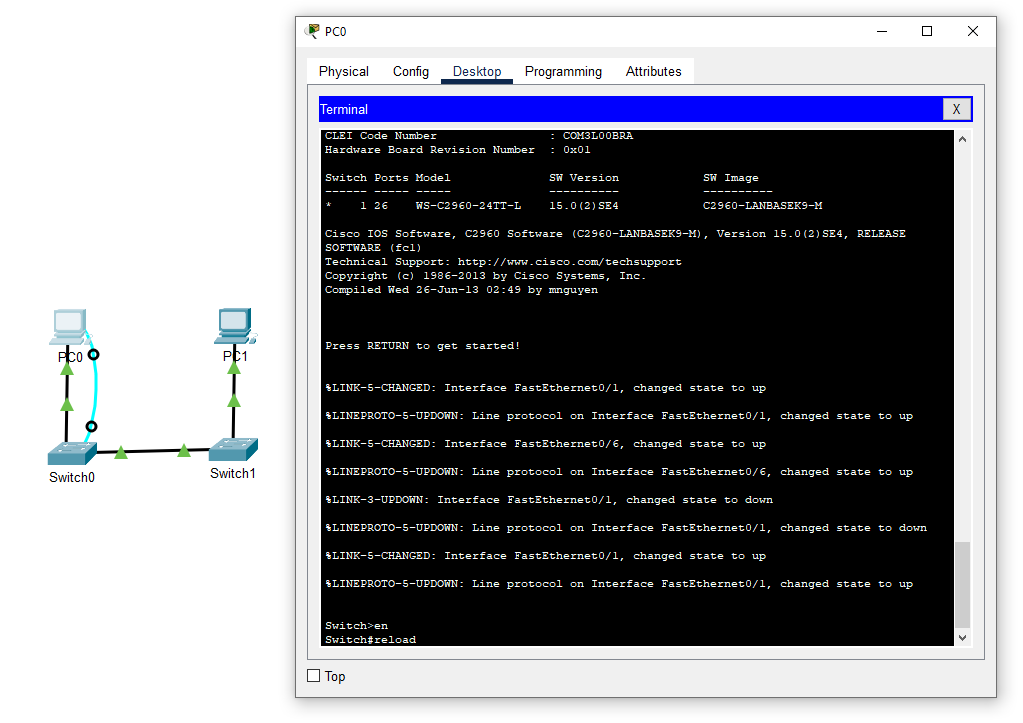 PC0
Physical Config Desktop Programming Attributes
Terminal X
CLEI Code Number : COM3L00BRA
Hardware Board Revision Number : 0x01
Switch Ports Model SW Version SW Image
------ ----- ----- ---------- ----------
* 1 26 WS-C2960-24TT-L 15.0(2)SE4 C2960-LANBASEK9-M
Cisco IOS Software, C2960 Software (C2960-LANBASEK9-M), Version 15.0(2)SE4, RELEASE
SOFTWARE (fc1)
Technical Support: http://www.cisco.com/techsupport
Copyright (c) 1986-2013 by Cisco Systems, Inc.
Compiled Wed 26-Jun-13 02:49 by mnguyen
Press RETURN to get started!
%LINK-5-CHANGED: Interface FastEthernet0/1, changed state to up
%LINEPROTO-5-UPDOWN: Line protocol on Interface FastEthernet0/1, changed state to up
%LINK-5-CHANGED: Interface FastEthernet0/6, changed state to up
%LINEPROTO-5-UPDOWN: Line protocol on Interface FastEthernet0/6, changed state to up
%LINK-3-UPDOWN: Interface FastEthernet0/1, changed state to down
%LINEPROTO-5-UPDOWN: Line protocol on Interface FastEthernet0/1, changed state to down
%LINK-5-CHANGED: Interface FastEthernet0/1, changed state to up
%LINEPROTO-5-UPDOWN: Line protocol on Interface FastEthernet0/1, changed state to up
Switch>en
Switch#reload
Top
PC0
PC1
Switch0
Switch1